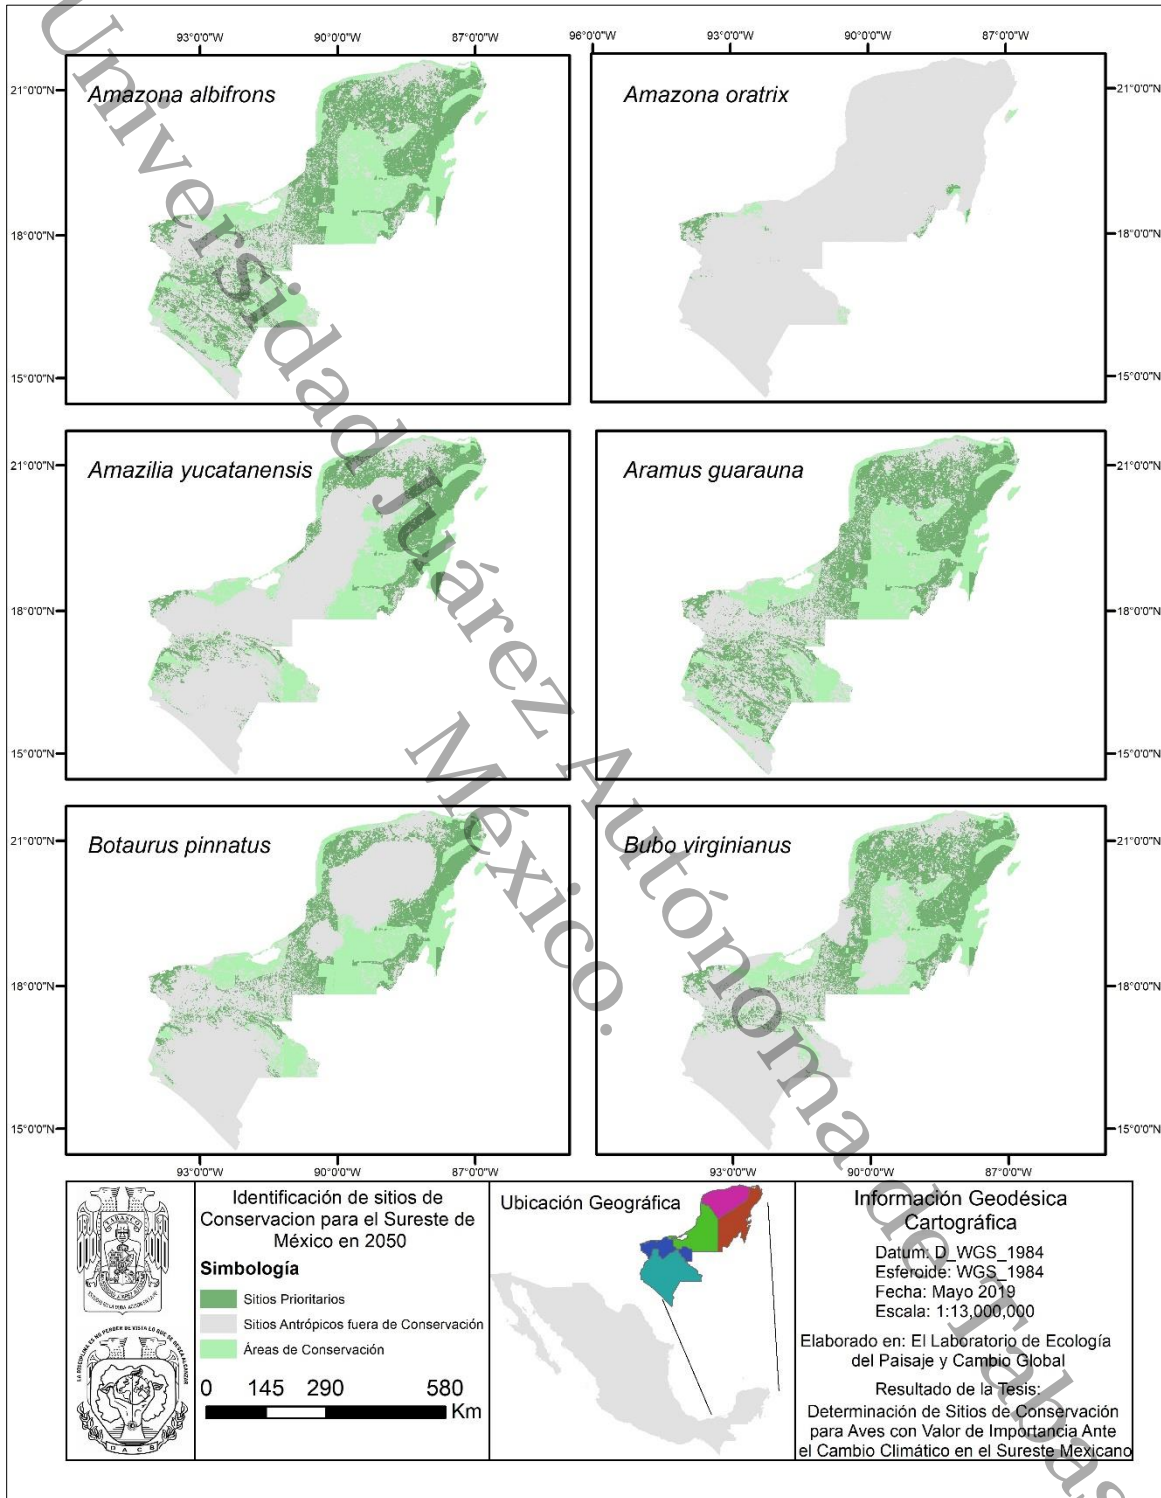 93°0'0"W 90°0'0"W 87°0'0"W 96°0'0"W 93°0'0"W 90°0'0"W 87°0'0"W
21°0'0"N
Amazona albifrons
Amazona oratrix
21°0'0"N
18°0'0"N
18°0'0"N
15°0'0"N
15°0'0"N
21°0'0"N
Amazilia yucatanensis
Aramus guarauna
21°0'0"N
18°0'0"N
18°0'0"N
15°0'0"N
15°0'0"N
21°0'0"N
Botaurus pinnatus
Bubo virginianus
21°0'0"N
18°0'0"N
18°0'0"N
15°0'0"N
15°0'0"N
93°0'0"W 90°0'0"W 87°0'0"W 93°0'0"W 90°0'0"W 87°0'0"W
Universidad Juárez Autónoma de Tabas
México.
TABASCO
D A C B
Identificación de sitios de
Conservacion para el Sureste de
México en 2050
Simbología
Sitios Prioritarios
Sitios Antrópicos fuera de Conservación
Áreas de Conservación
0 145 290 580
Km
Ubicación Geográfica
Información Geodésica
Cartográfica
Datum: D_WGS_1984
Esferoide: WGS_1984
Fecha: Mayo 2019
Escala: 1:13,000,000
Elaborado en: El Laboratorio de Ecología
del Paisaje y Cambio Global
Resultado de la Tesis:
Determinación de Sitios de Conservación
para Aves con Valor de Importancia Ante
el Cambio Climático en el Sureste Mexicano